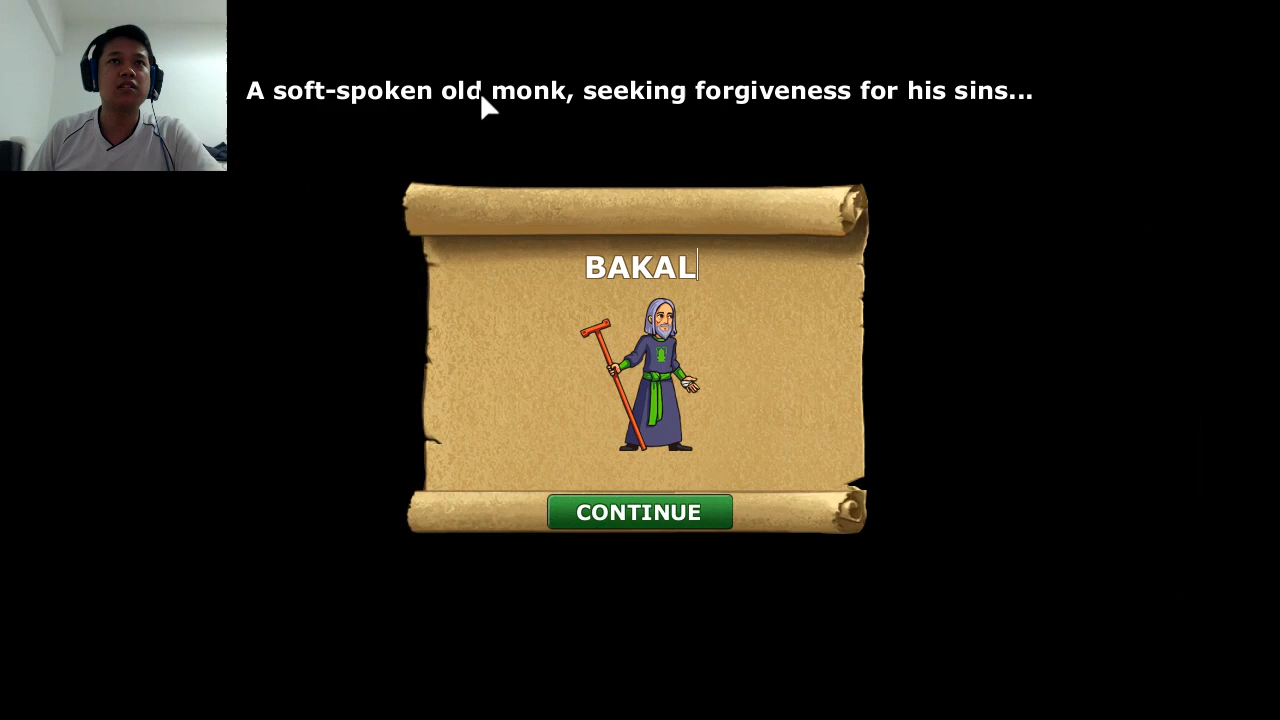 A soft-spoken old monk, seeking forgiveness for his sins...
BAKAL
CONTINUE